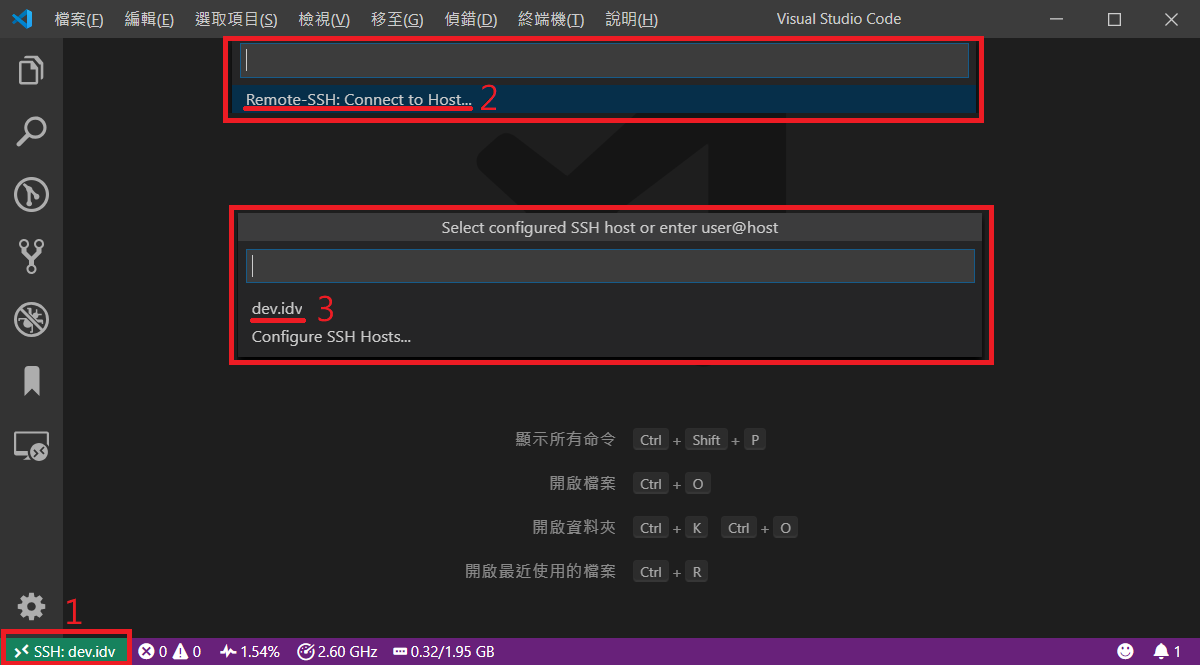 檔案(F) 編輯(E) 選取項目(S) 檢視(V) 移至(G) 偵錯(D) 終端機(T) 說明(H) Visual Studio Code
Remote-SSH: Connect to Host... 2
Select configured SSH host or enter user@host
dev.idv 3
Configure SSH Hosts...
顯示所有命令 Ctrl + Shift + P
開啟檔案 Ctrl + O
開啟資料夾 Ctrl + K Ctrl + O
開啟最近使用的檔案 Ctrl + R
1
SSH: dev.idv 0 0 1.54% 2.60 GHz 0.32/1.95 GB 1